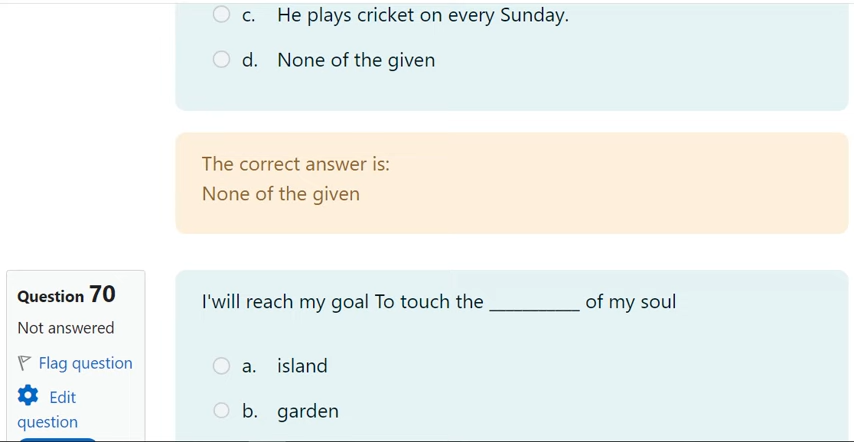 c. He plays cricket on every Sunday.
d. None of the given
The correct answer is:
None of the given
Question 70
Not answered
Flag question
Edit
question
I'will reach my goal To touch the __________ of my soul
a. island
b. garden